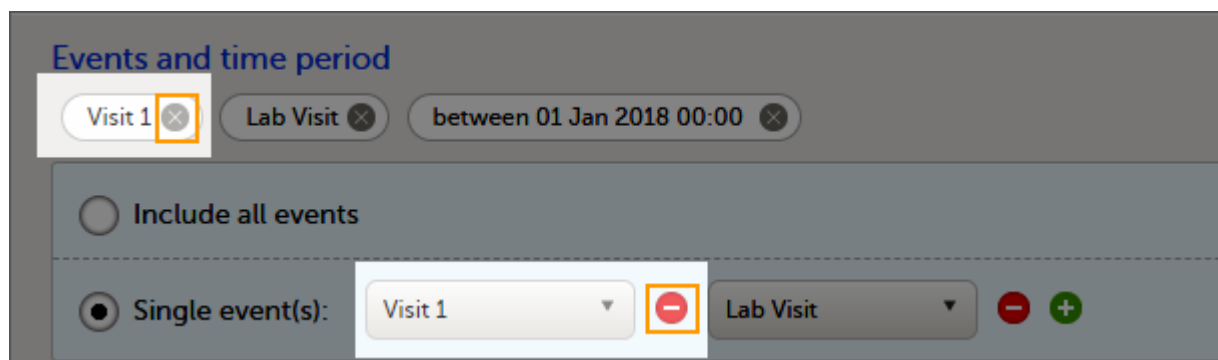 Events and time period
Visit 1 Lab Visit between 01 Jan 2018 00:00
Include all events
Single event(s): Visit 1 Lab Visit